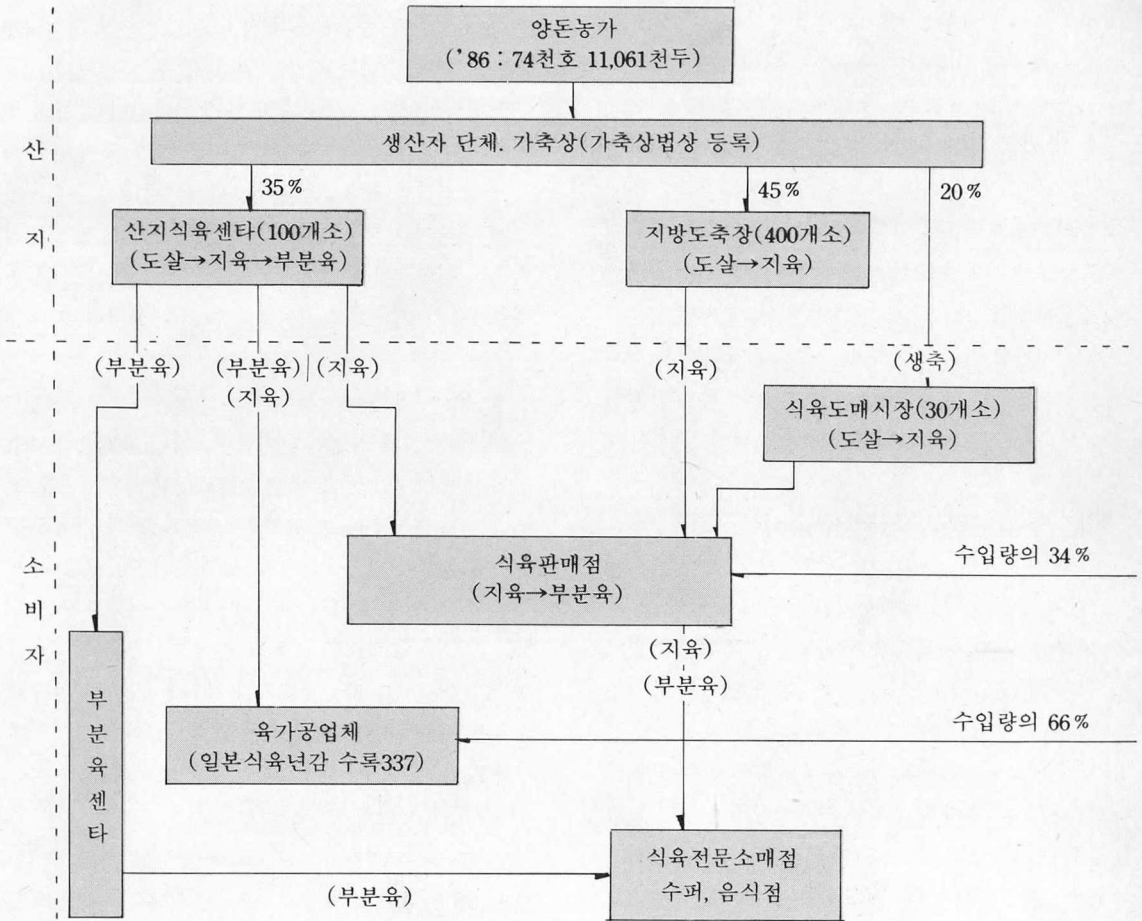 양돈농가
('86 : 74천호 11,061천두)
생산자 단체. 가축상(가축상법상 등록)
산지
35%
45%
20%
산지식육센타(100개소)
(도살→지육→부분육)
지방도축장(400개소)
(도살→지육)
(부분육)
(부분육)
(지육)
(지육)
(지육)
(생축)
식육도매시장(30개소)
(도살→지육)
소비자
식육판매점
(지육→부분육)
수입량의 34%
(지육)
(부분육)
부분육센타
육가공업체
(일본식육년감 수록337)
수입량의 66%
식육전문소매점
수퍼, 음식점
(부분육)